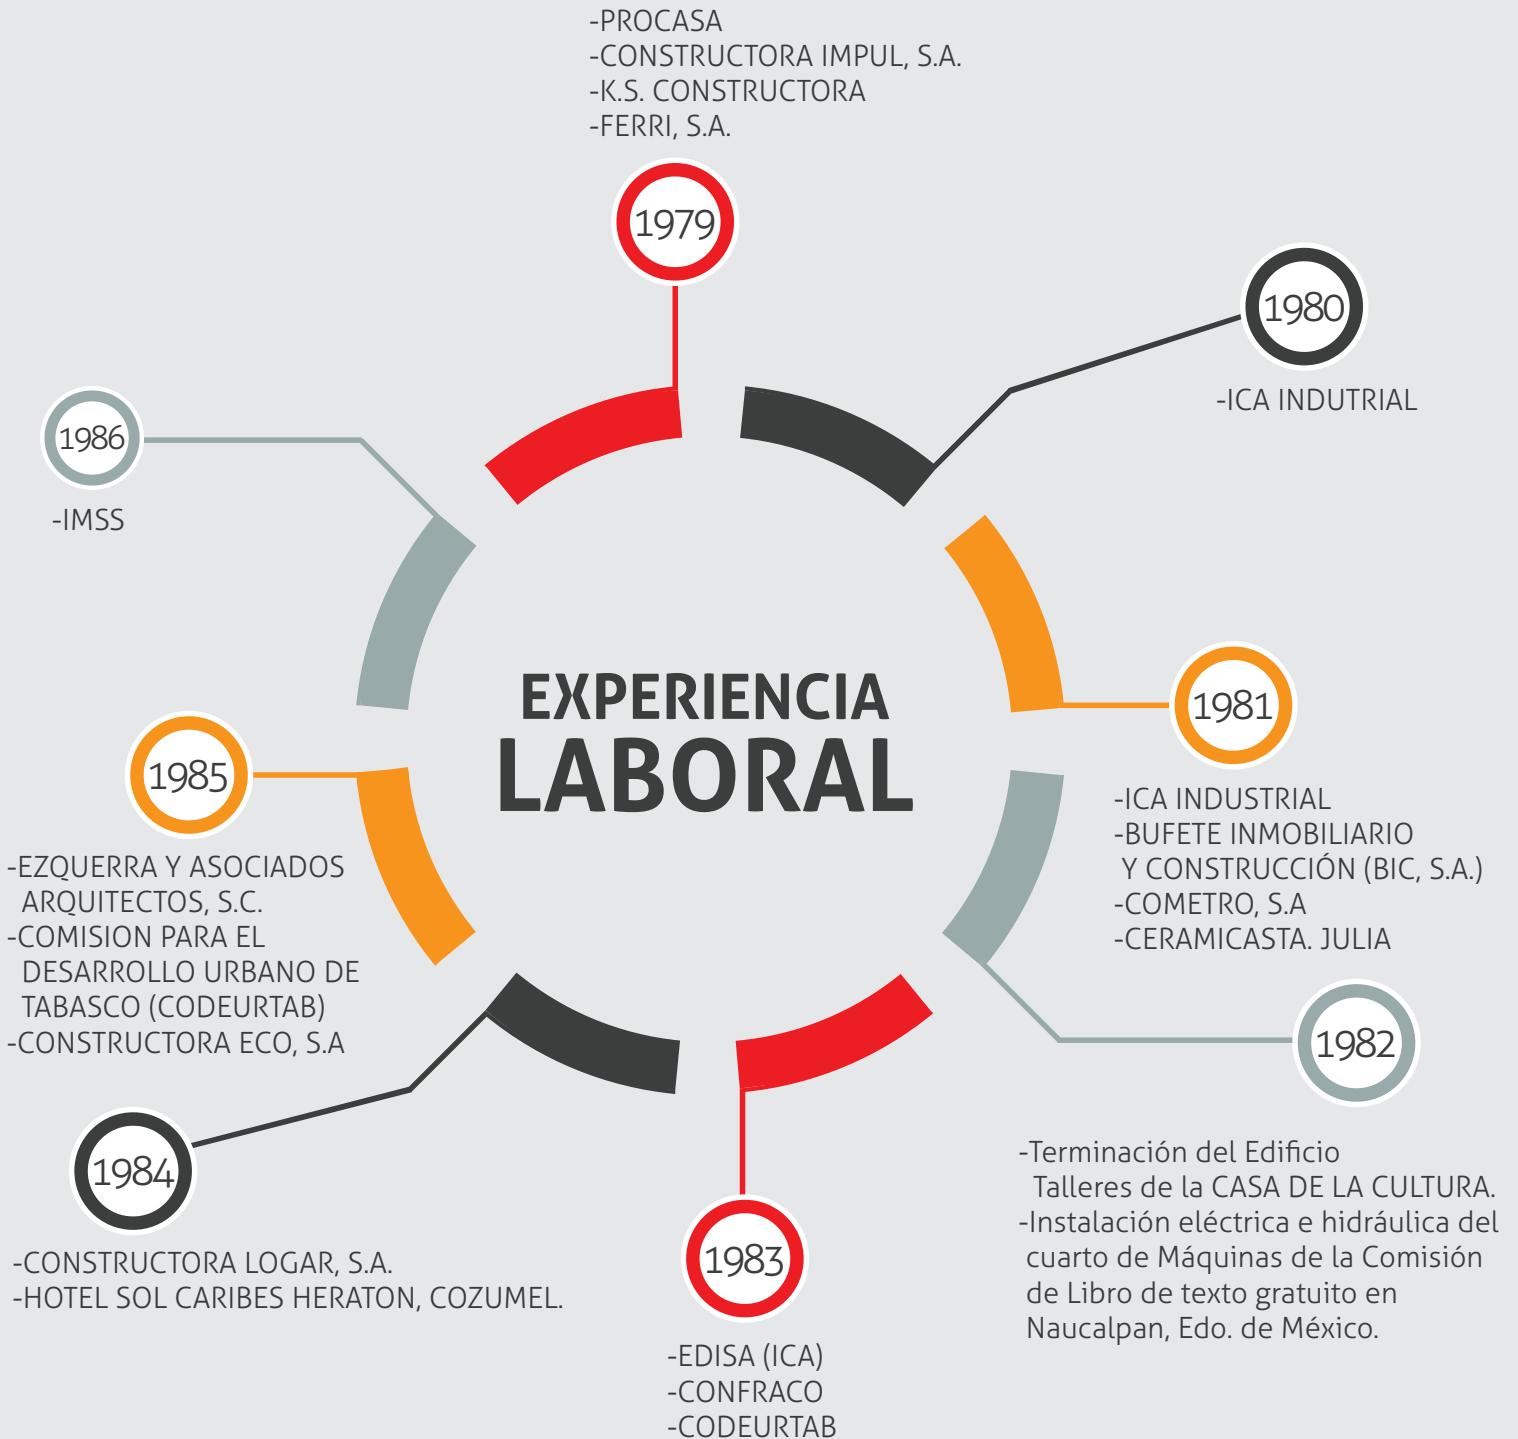 -PROCASA
-CONSTRUCTORA IMPUL, S.A.
-K.S. CONSTRUCTORA
-FERRI, S.A.
1979
1980
-ICA INDUTRIAL
1986
-IMSS
EXPERIENCIA
LABORAL
1981
-ICA INDUSTRIAL
-BUFETE INMOBILIARIO
Y CONSTRUCCIÓN (BIC, S.A.)
-COMETRO, S.A
-CERAMICASTA. JULIA
1985
-EZQUERRA Y ASOCIADOS
ARQUITECTOS, S.C.
-COMISION PARA EL
DESARROLLO URBANO DE
TABASCO (CODEURTAB)
-CONSTRUCTORA ECO, S.A
1982
-Terminación del Edificio
Talleres de la CASA DE LA CULTURA.
-Instalación eléctrica e hidráulica del
cuarto de Máquinas de la Comisión
de Libro de texto gratuito en
Naucalpan, Edo. de México.
1984
-CONSTRUCTORA LOGAR, S.A.
-HOTEL SOL CARIBES HERATON, COZUMEL.
1983
-EDISA (ICA)
-CONFRACO
-CODEURTAB